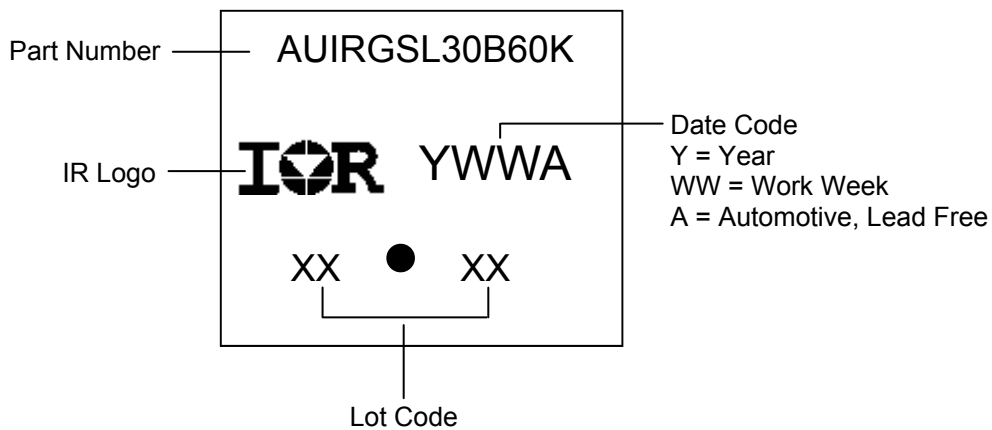 Part Number
AUIRGSL30B60K
IR Logo
IOR
YWWA
Date Code
Y = Year
WW = Work Week
A = Automotive, Lead Free
XX
XX
Lot Code